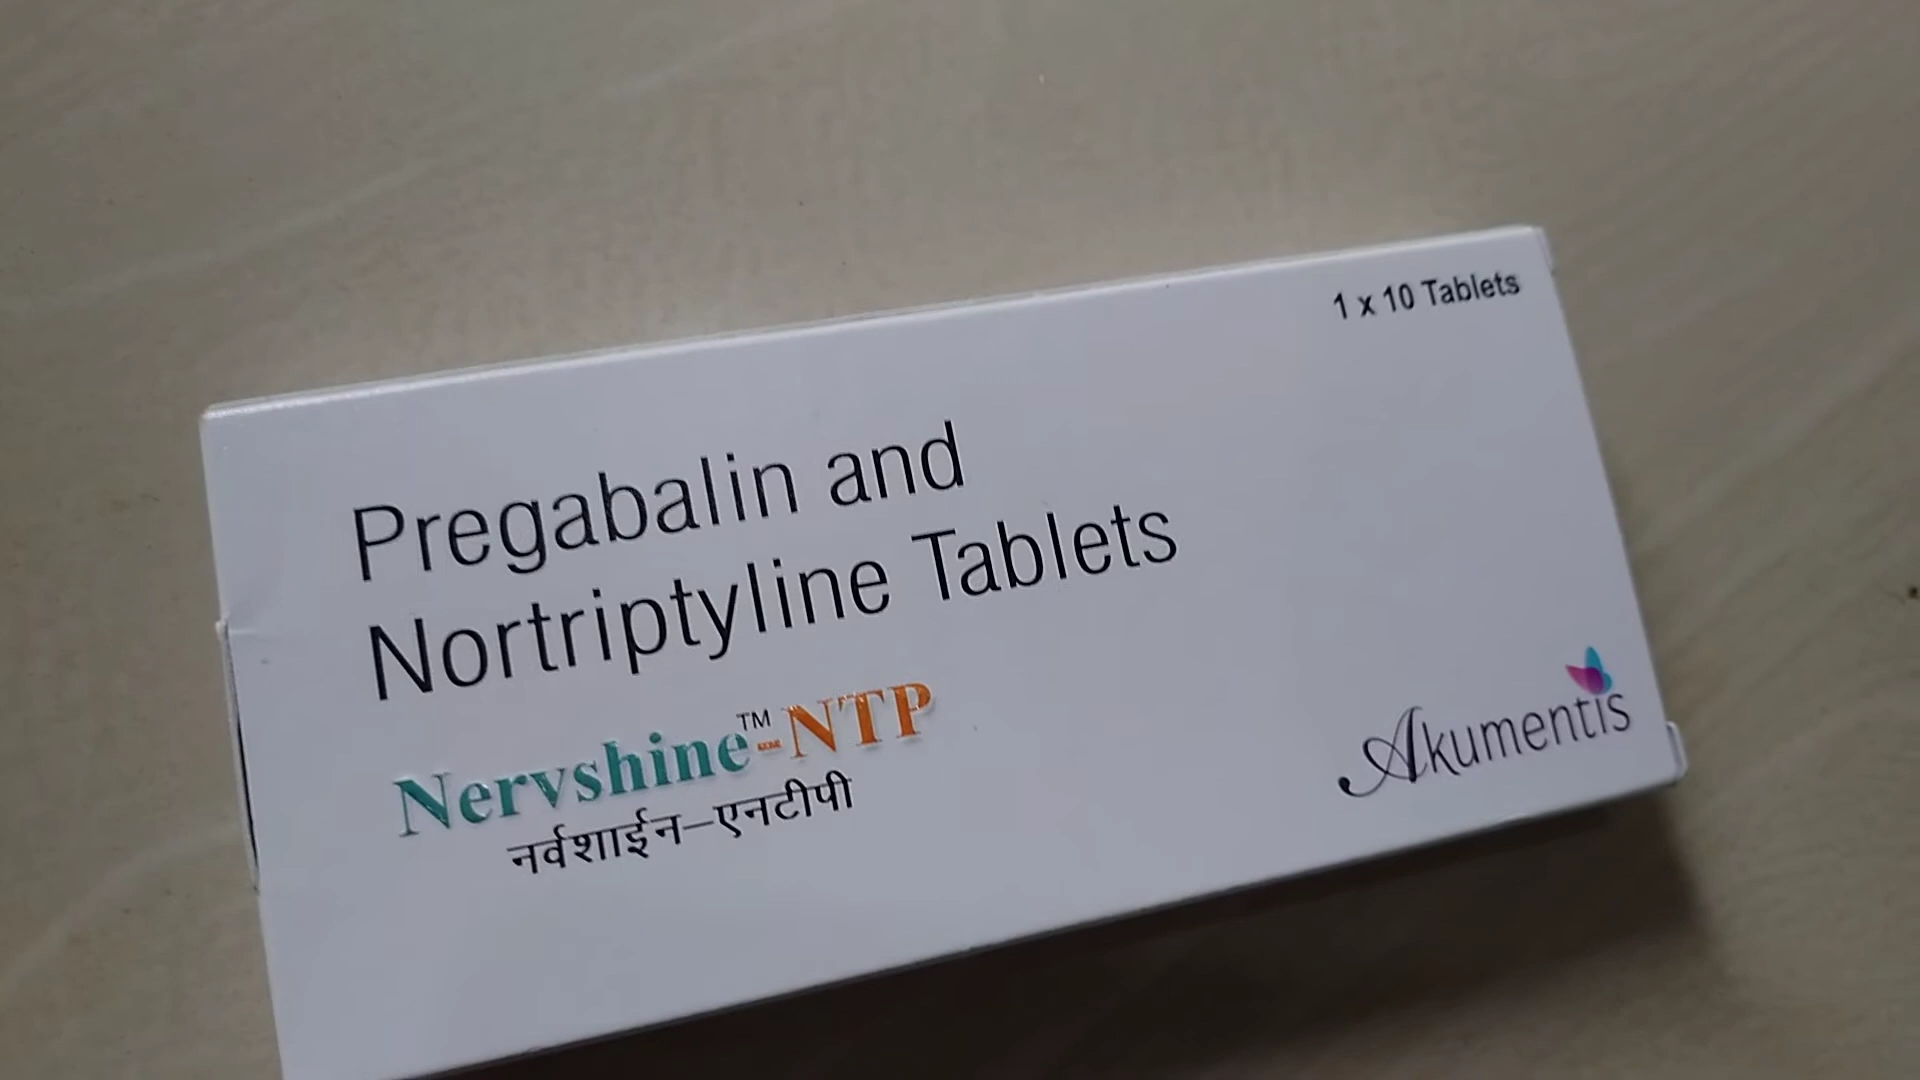 1 x 10 Tablets
Pregabalin and
Nortriptyline Tablets
Nervshine™-NTP
नर्वशाईन–एनटीपी
Akumentis